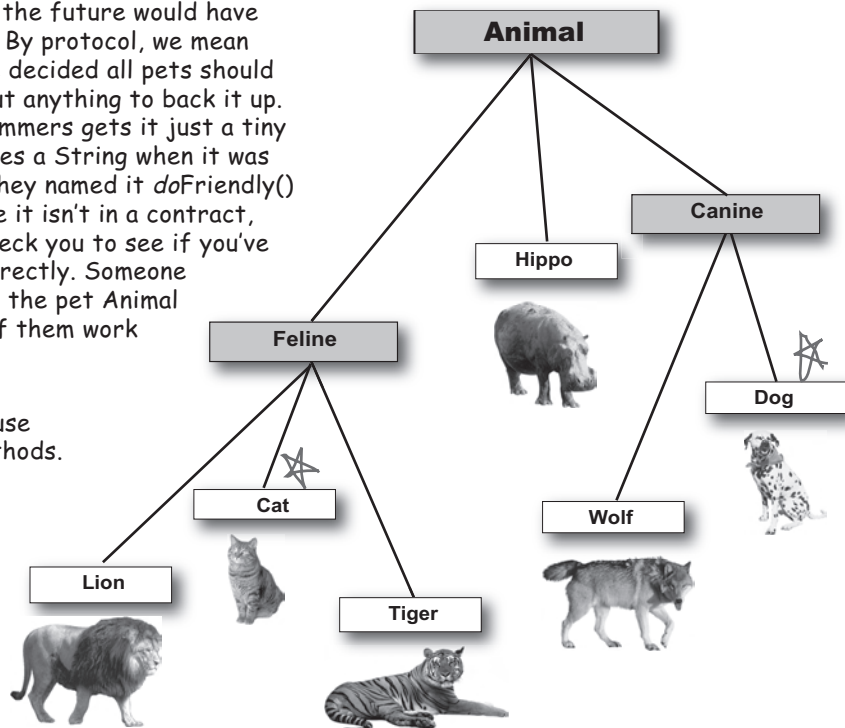 the future would have
By protocol, we mean
decided all pets should
anything to back it up.
mmers gets it just a tiny
es a String when it was
hey named it doFriendly()
e it isn't in a contract,
eck you to see if you've
rectly. Someone
the pet Animal
f them work
use
thods.
Animal
Canine
Hippo
Feline
Dog
Cat
Wolf
Lion
Tiger